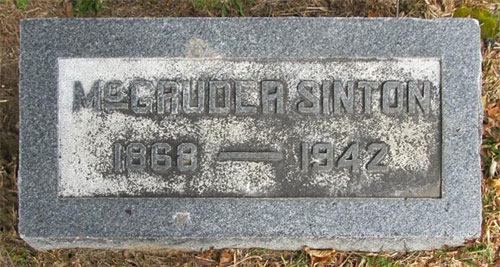 McGRUDER SINTON
1868 — 1942